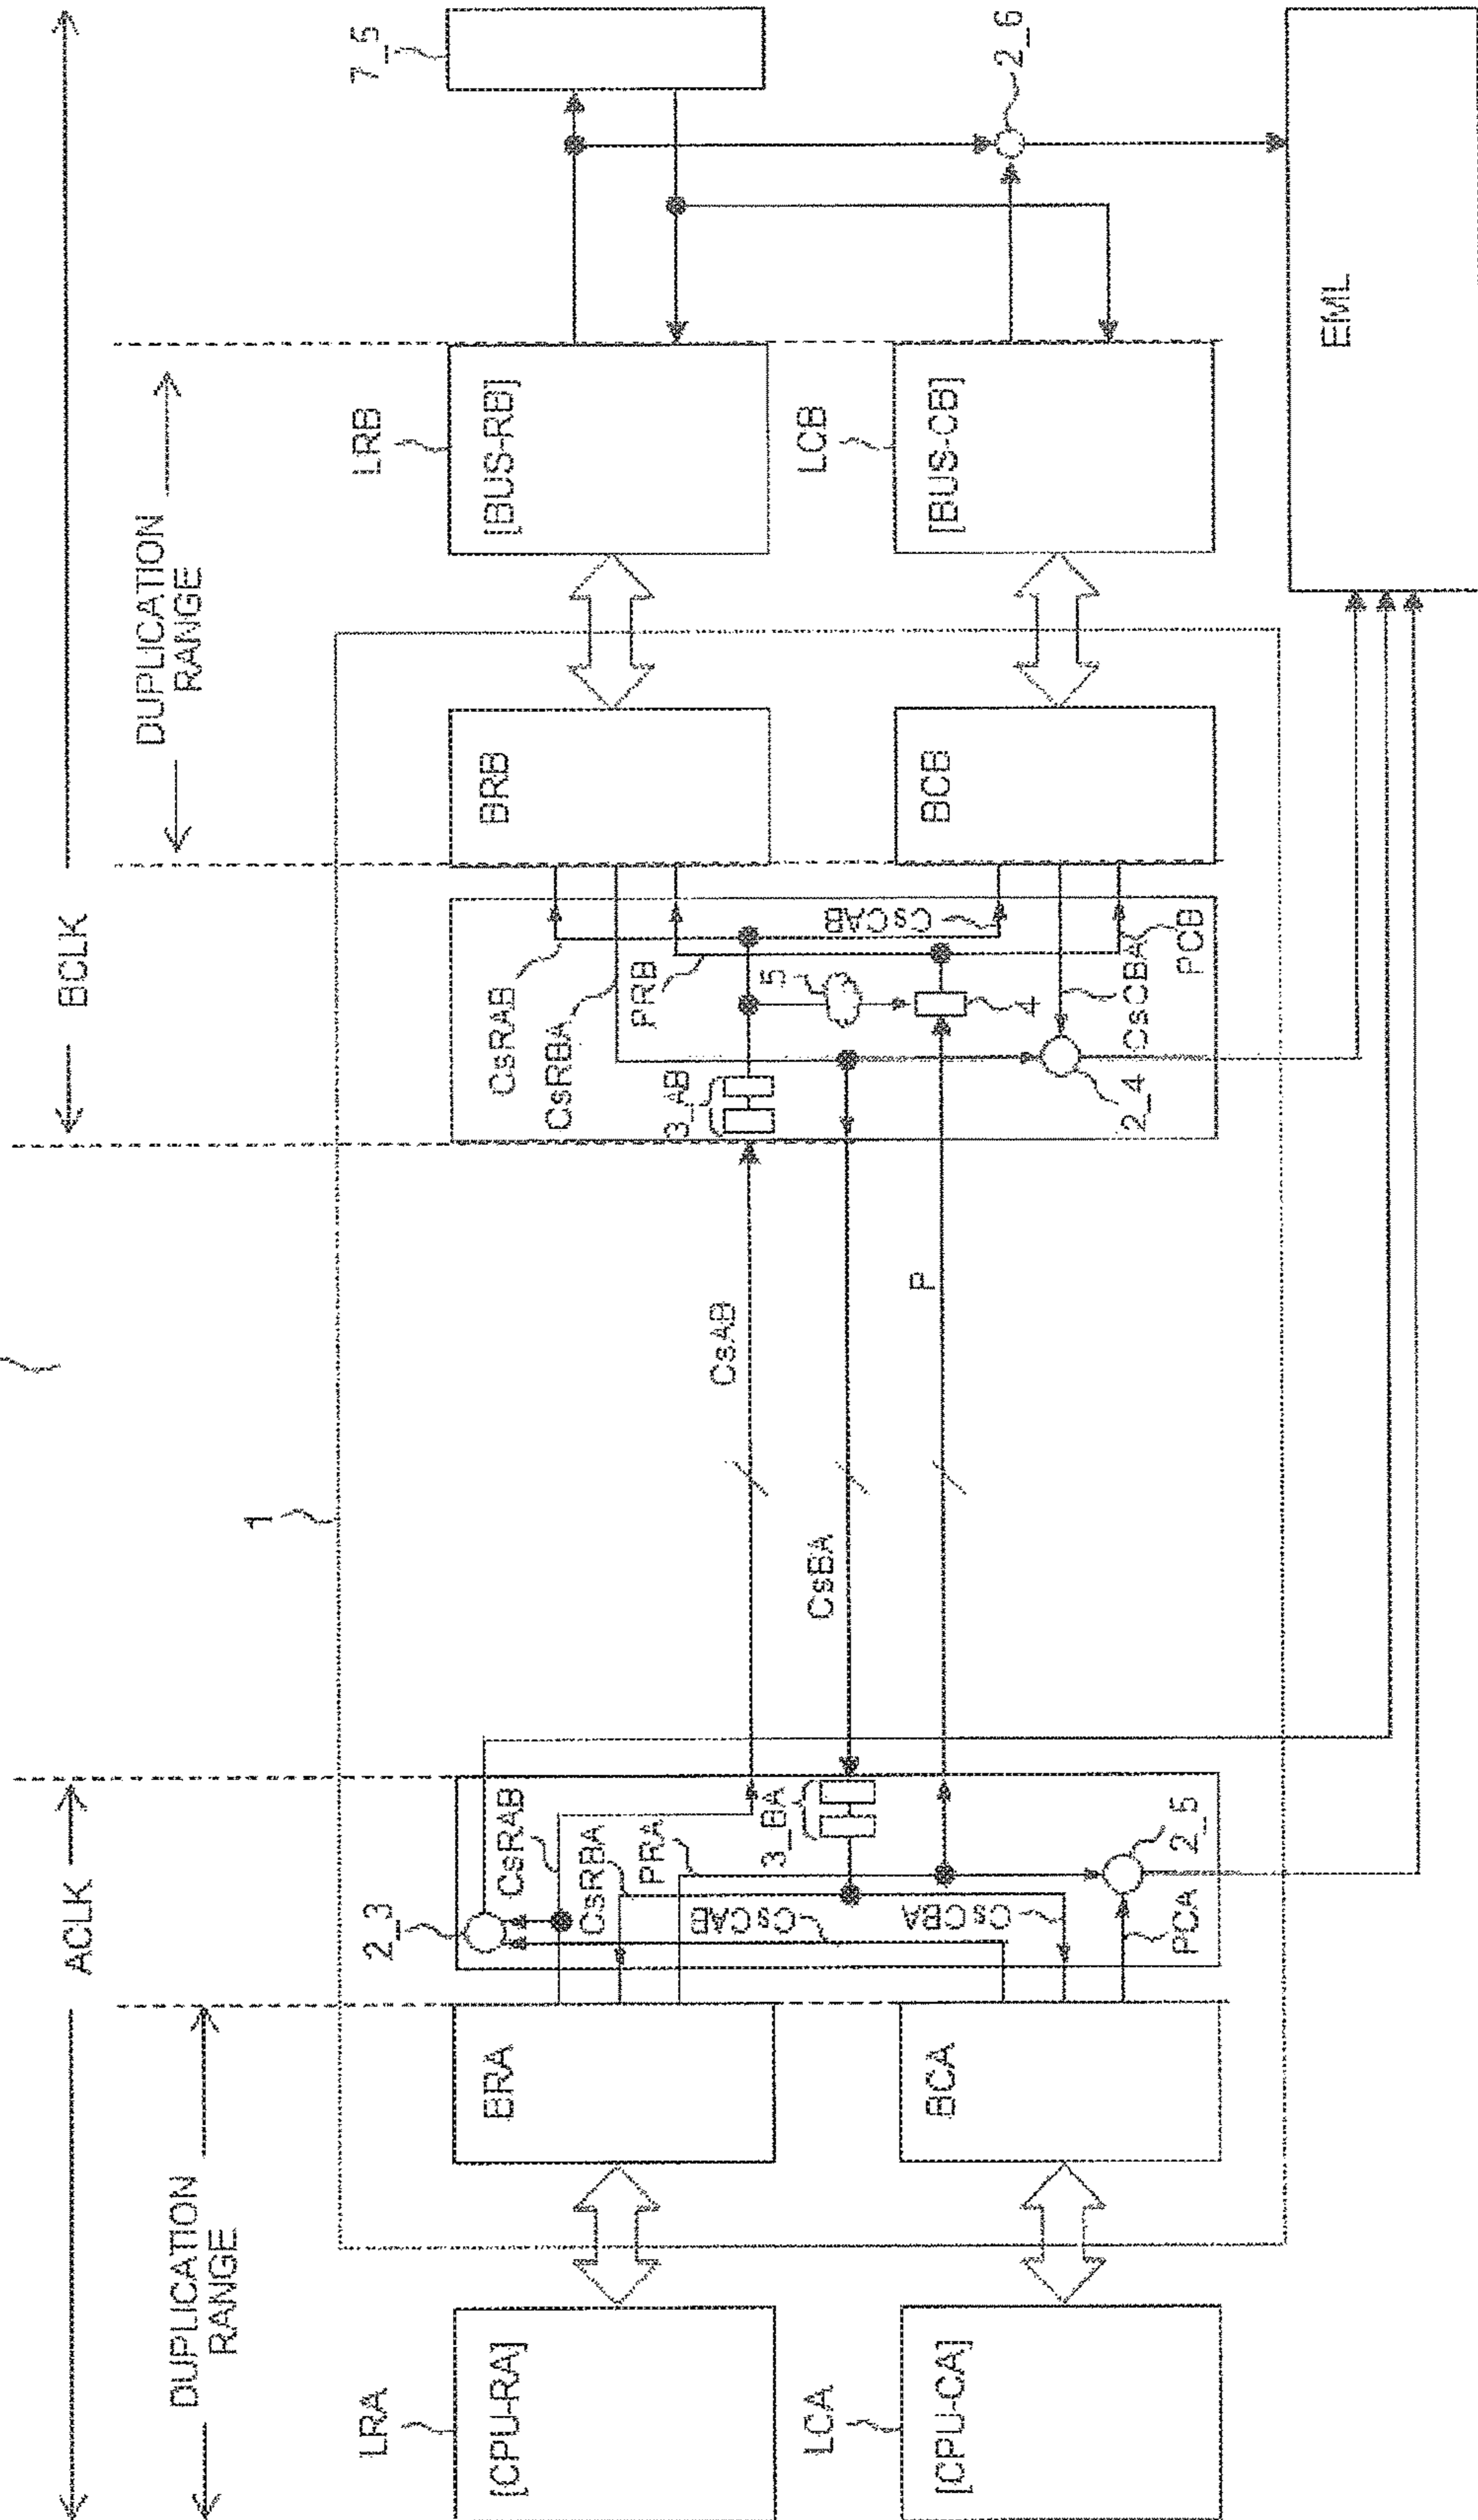 ACLK
BCLK
DUPLICATION
RANGE
DUPLICATION
RANGE
1
LRA
[CPU-RA]
LCA
[CPU-CA]
BRA
BCA
2_3
CsRAB
CsRBA
PRA
CsCAB
CsCBA
3_BA
PCA
2_5
CsAB
CsBA
P
3_AB
CsRAB
CsRBA
PRB
5
4
CsCAB
CsCBA
PCB
2_4
BRB
BCB
LRB
[BUS-RB]
LCB
[BUS-CB]
7_5
2_6
EML